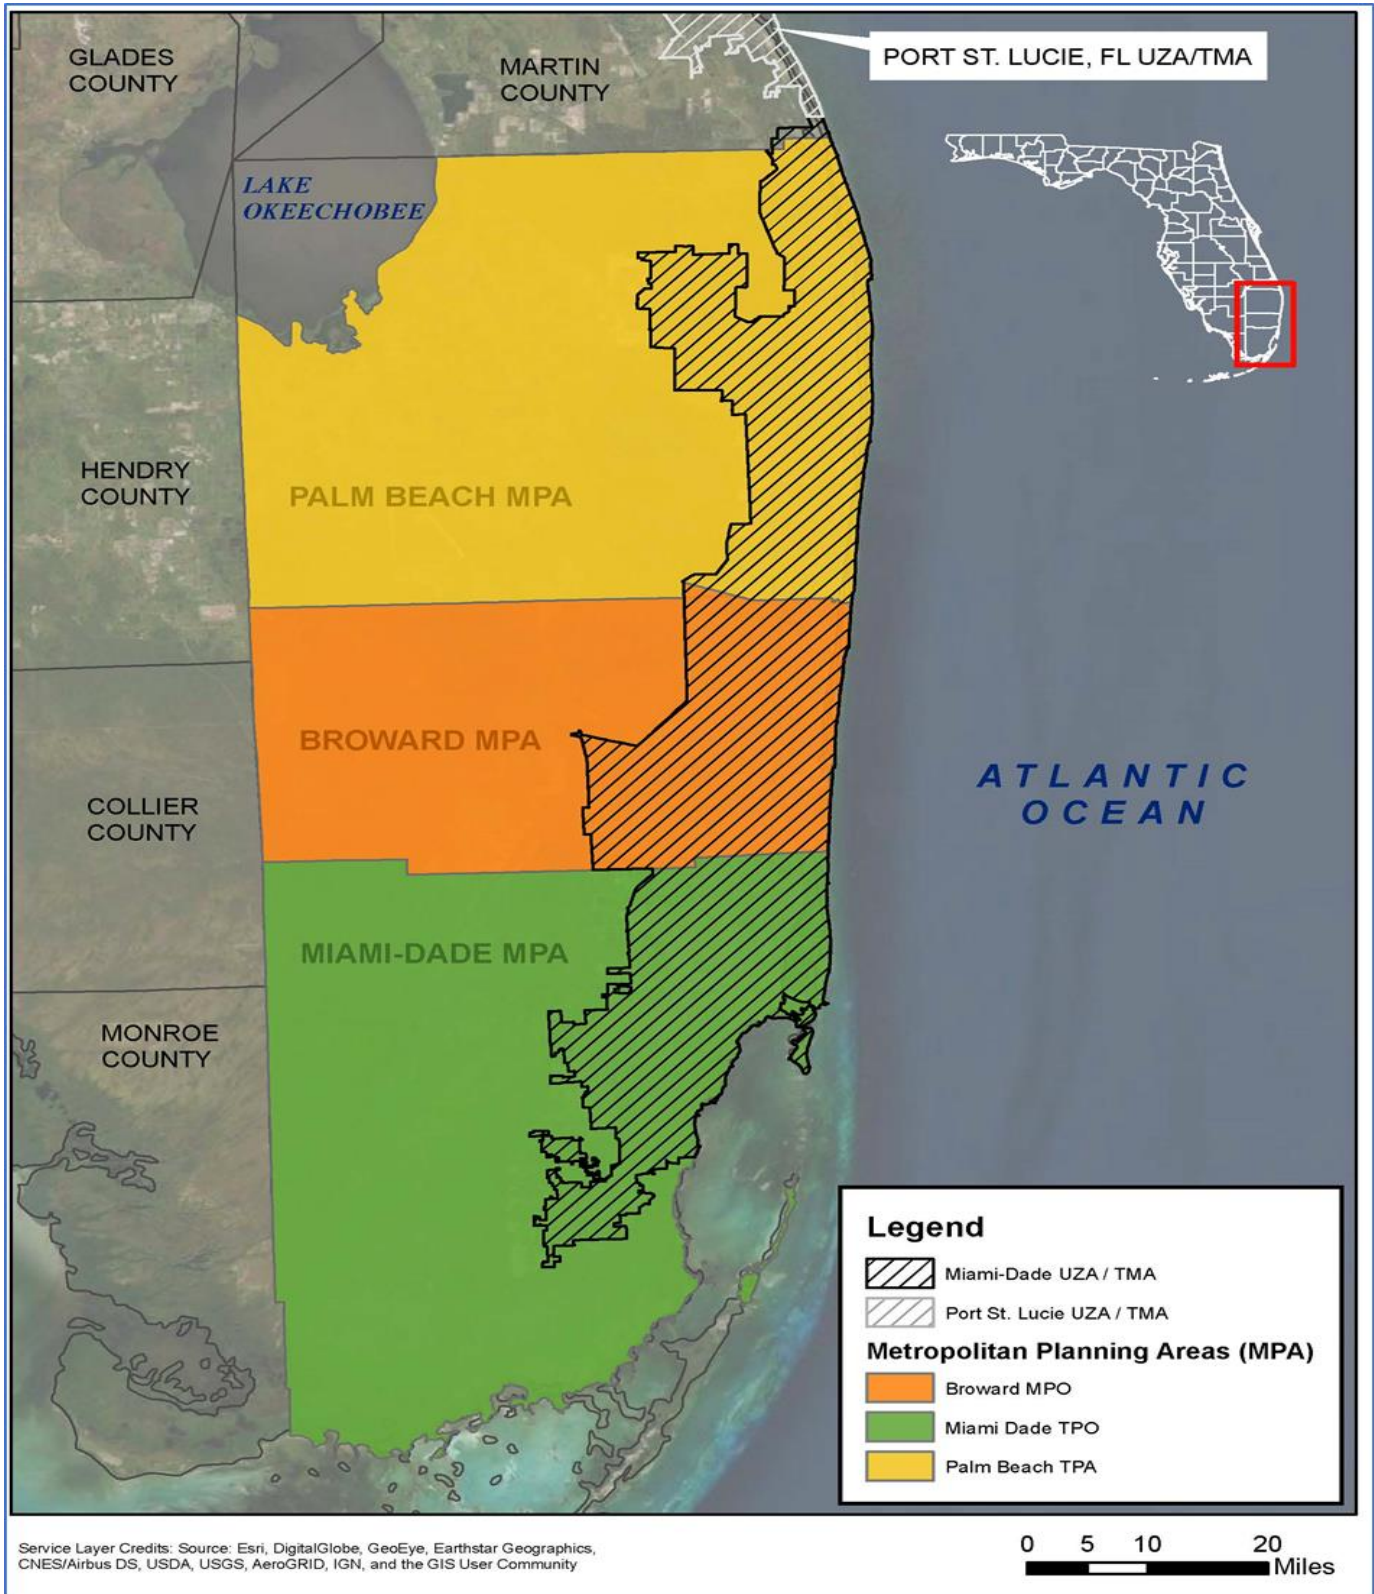 GLADES
COUNTY
MARTIN
COUNTY
PORT ST. LUCIE, FL UZA/TMA
LAKE
OKEECHOBEE
HENDRY
COUNTY
PALM BEACH MPA
BROWARD MPA
COLLIER
COUNTY
ATLANTIC
OCEAN
MIAMI-DADE MPA
MONROE
COUNTY
Legend
Miami-Dade UZA / TMA
Port St. Lucie UZA / TMA
Metropolitan Planning Areas (MPA)
Broward MPO
Miami Dade TPO
Palm Beach TPA
Service Layer Credits: Source: Esri, DigitalGlobe, GeoEye, Earthstar Geographics,
CNES/Airbus DS, USDA, USGS, AeroGRID, IGN, and the GIS User Community
0 5 10 20
Miles